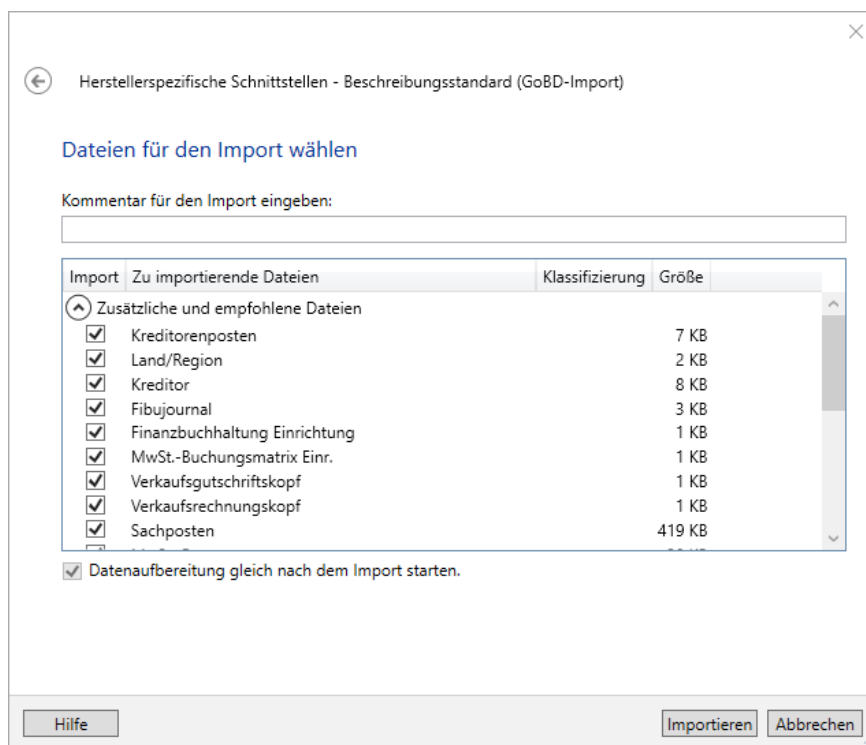 Herstellerspezifische Schnittstellen - Beschreibungsstandard (GoBD-Import)
Dateien für den Import wählen
Kommentar für den Import eingeben:
Import Zu importierende Dateien Klassifizierung Größe
Zusätzliche und empfohlene Dateien
Kreditorenposten 7 KB
Land/Region 2 KB
Kreditor 8 KB
Fibujournal 3 KB
Finanzbuchhaltung Einrichtung 1 KB
MwSt.-Buchungsmatrix Einr. 1 KB
Verkaufsgutschriftskopf 1 KB
Verkaufsrechnungskopf 1 KB
Sachposten 419 KB
Datenaufbereitung gleich nach dem Import starten.
Hilfe Importieren Abbrechen